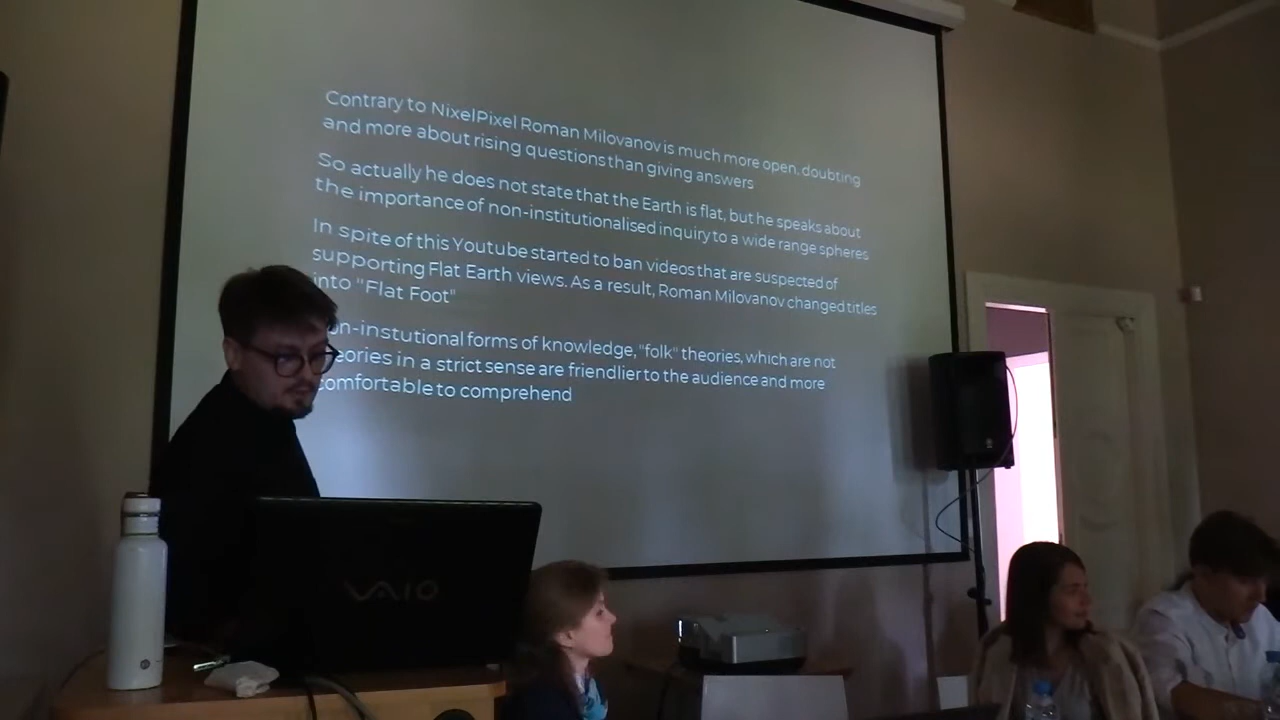 Contrary to NixelPixel Roman Milovanov is much more open, doubting
and more about rising questions than giving answers
So actually he does not state that the Earth is flat, but he speaks about
the importance of non-institutionalised inquiry to a wide range spheres
In spite of this Youtube started to ban videos that are suspected of
supporting Flat Earth views. As a result, Roman Milovanov changed titles
into "Flat Foot"
on-instutional forms of knowledge, "folk" theories, which are not
eories in a strict sense are friendlier to the audience and more
comfortable to comprehend
VAIO